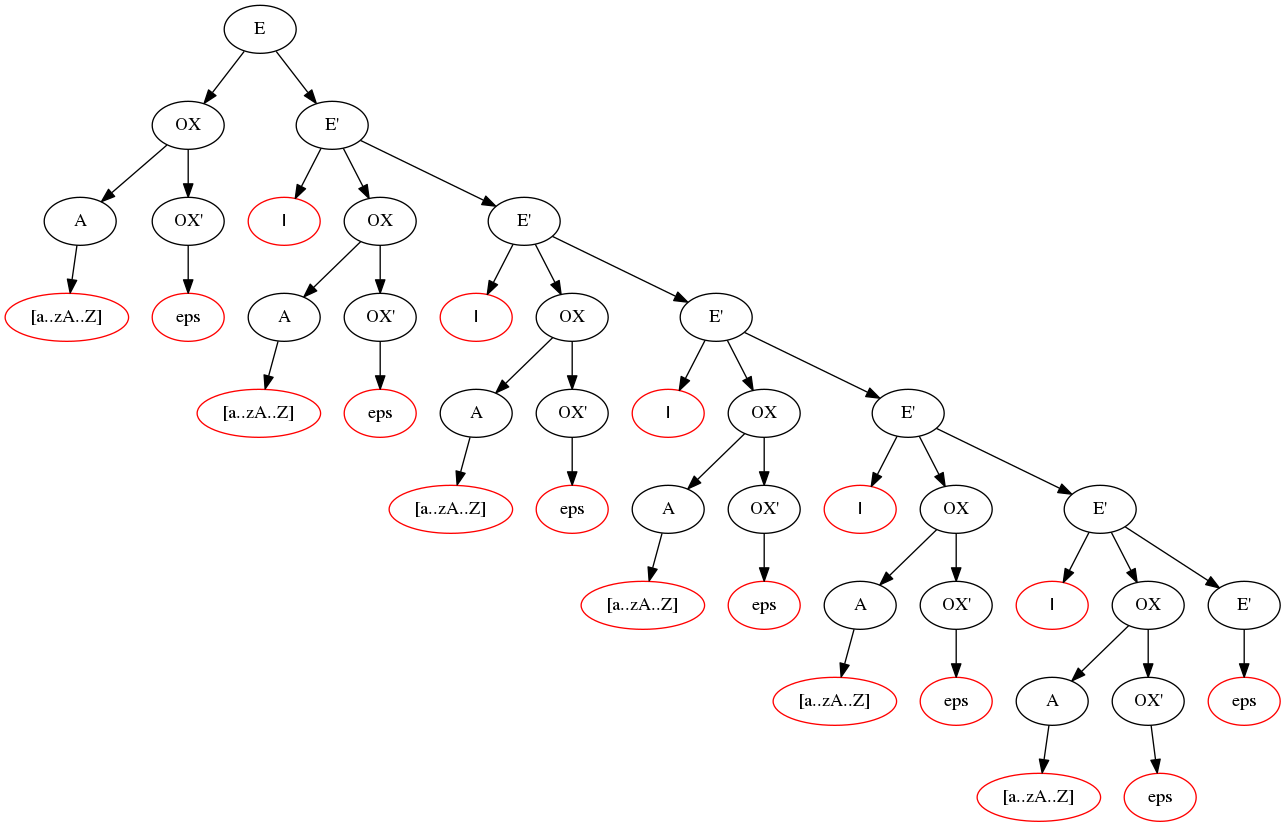 E
OX E'
A OX' | OX E'
[a..zA..Z] eps A OX' | OX E'
[a..zA..Z] eps A OX' | OX E'
[a..zA..Z] eps A OX' | OX E'
[a..zA..Z] eps A OX' | OX E'
[a..zA..Z] eps A OX' eps
[a..zA..Z] eps